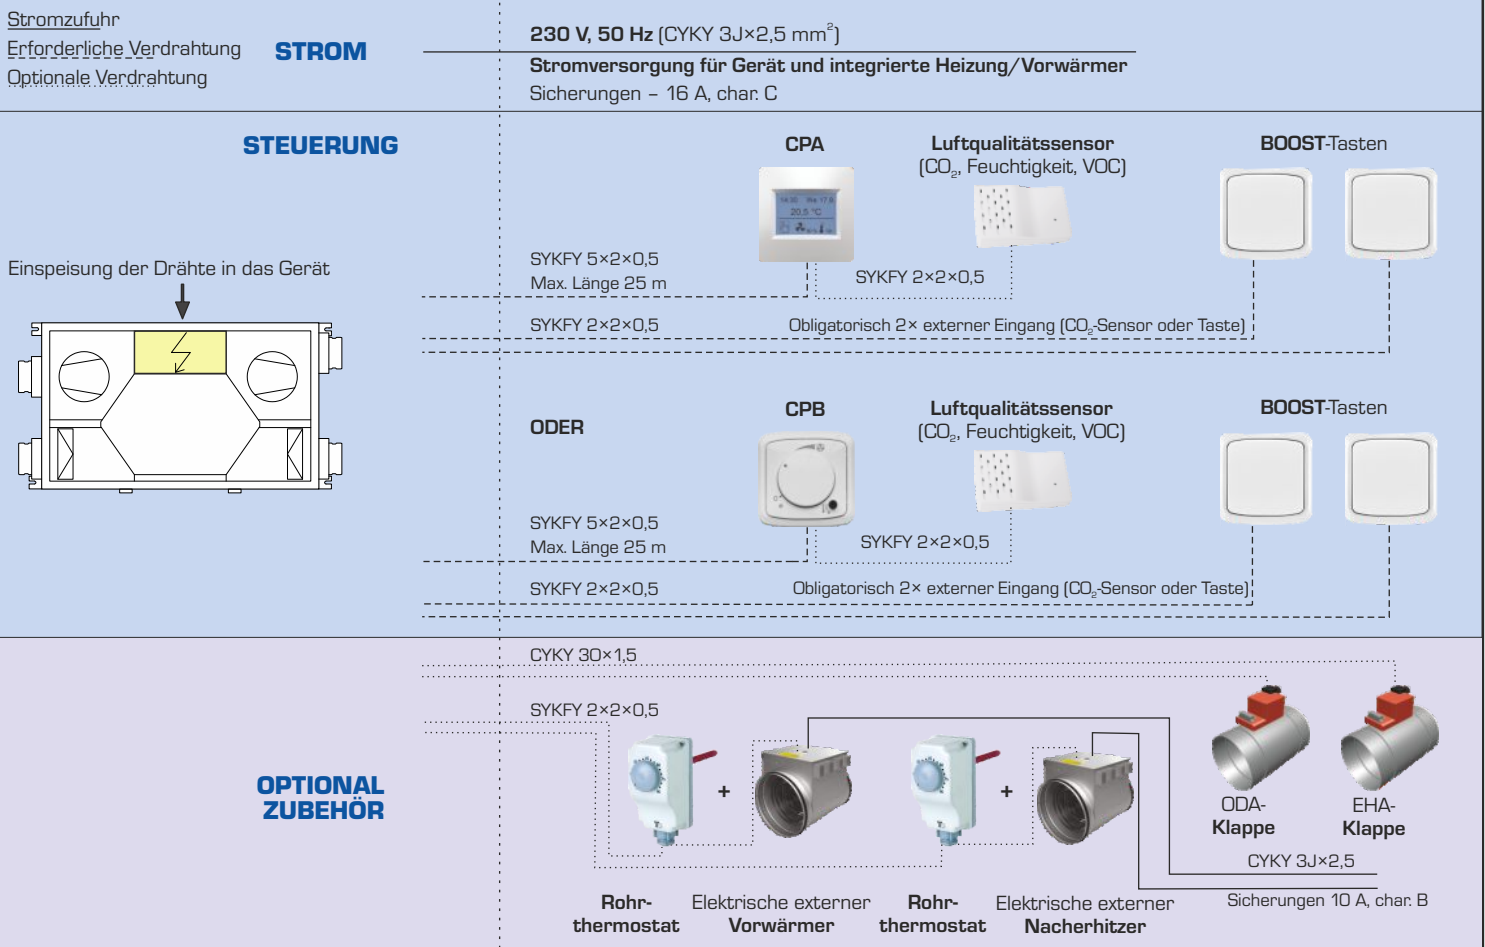 Stromzufuhr
Erforderliche Verdrahtung
Optionale Verdrahtung
STROM
230 V, 50 Hz (CYKY 3J×2,5 mm²)
Stromversorgung für Gerät und integrierte Heizung/Vorwärmer
Sicherungen – 16 A, char. C
STEUERUNG
Einspeisung der Drähte in das Gerät
CPA
Luftqualitätssensor
(CO₂, Feuchtigkeit, VOC)
BOOST-Tasten
20,5 °C
SYKFY 5×2×0,5
Max. Länge 25 m
SYKFY 2×2×0,5
SYKFY 2×2×0,5
Obligatorisch 2× externer Eingang (CO₂-Sensor oder Taste)
ODER
CPB
Luftqualitätssensor
(CO₂, Feuchtigkeit, VOC)
BOOST-Tasten
SYKFY 5×2×0,5
Max. Länge 25 m
SYKFY 2×2×0,5
SYKFY 2×2×0,5
Obligatorisch 2× externer Eingang (CO₂-Sensor oder Taste)
OPTIONAL
ZUBEHÖR
CYKY 3O×1,5
SYKFY 2×2×0,5
+
+
ODA-
Klappe
EHA-
Klappe
CYKY 3J×2,5
Sicherungen 10 A, char. B
Rohr-
thermostat
Elektrische externer
Vorwärmer
Rohr-
thermostat
Elektrische externer
Nacherhitzer